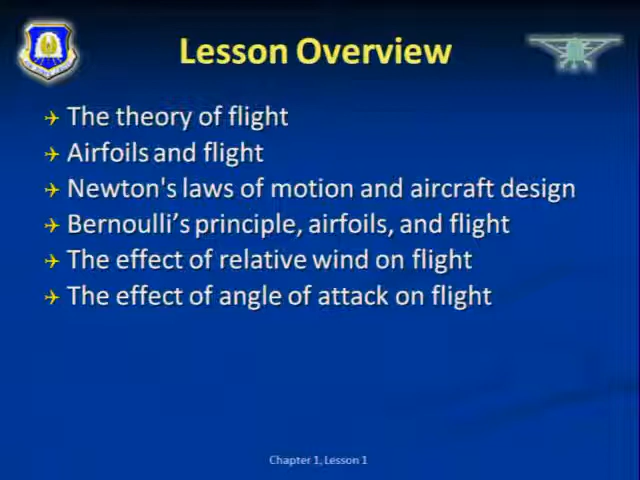 Lesson Overview
The theory of flight
Airfoils and flight
Newton's laws of motion and aircraft design
Bernoulli’s principle, airfoils, and flight
The effect of relative wind on flight
The effect of angle of attack on flight
Chapter 1, Lesson 1